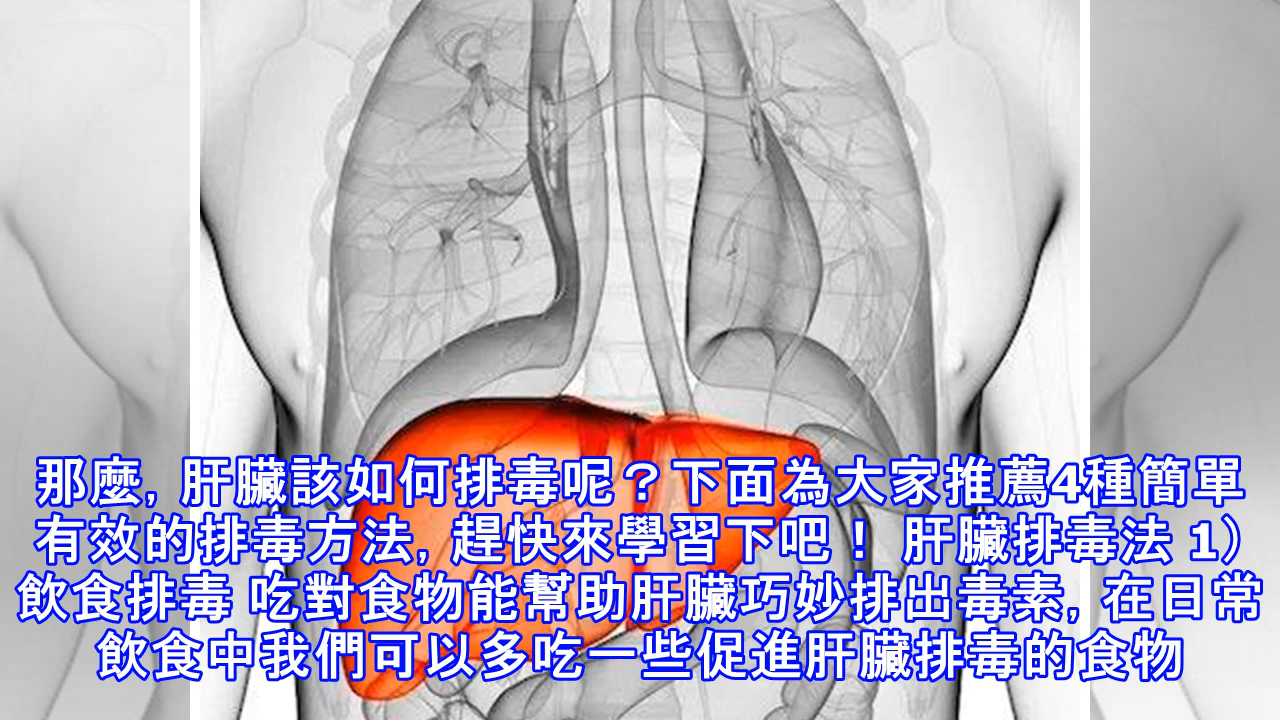 那麼, 肝臟該如何排毒呢？下面為大家推薦4種簡單
有效的排毒方法, 趕快來學習下吧！ 肝臟排毒法 1）
飲食排毒 吃對食物能幫助肝臟巧妙排出毒素, 在日常
飲食中我們可以多吃一些促進肝臟排毒的食物